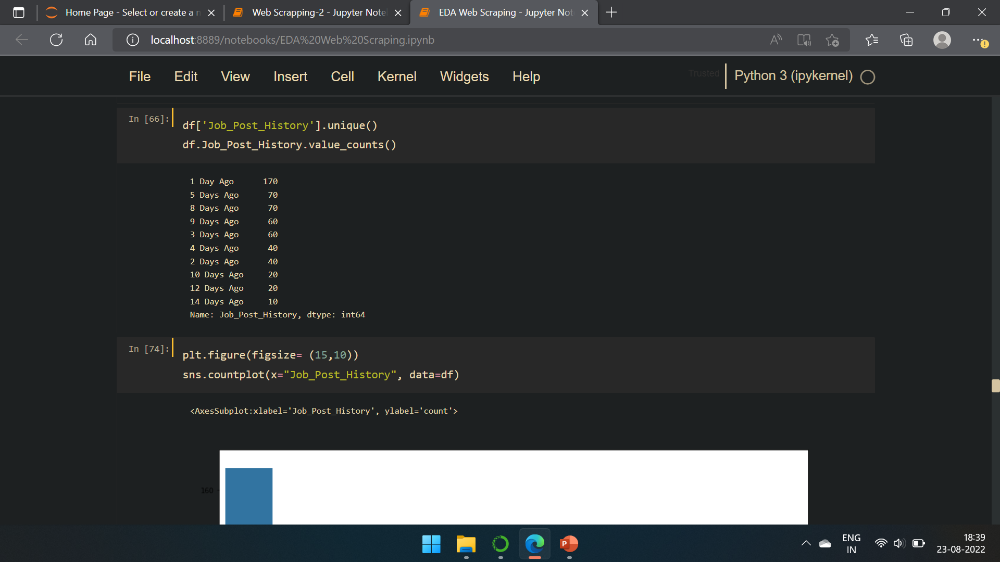 Home Page - Select or create a n
Web Scrapping-2 - Jupyter Note
EDA Web Scraping - Jupyter Not
localhost:8889/notebooks/EDA%20Web%20Scraping.ipynb
File Edit View Insert Cell Kernel Widgets Help
Trusted
Python 3 (ipykernel)
In [66]:
df['Job_Post_History'].unique()
df.Job_Post_History.value_counts()
1 Day Ago 170
5 Days Ago 70
8 Days Ago 70
9 Days Ago 60
3 Days Ago 60
4 Days Ago 40
2 Days Ago 40
10 Days Ago 20
12 Days Ago 20
14 Days Ago 10
Name: Job_Post_History, dtype: int64
In [74]:
plt.figure(figsize= (15,10))
sns.countplot(x="Job_Post_History", data=df)
<AxesSubplot:xlabel='Job_Post_History', ylabel='count'>
160
P
ENG
IN
18:39
23-08-2022